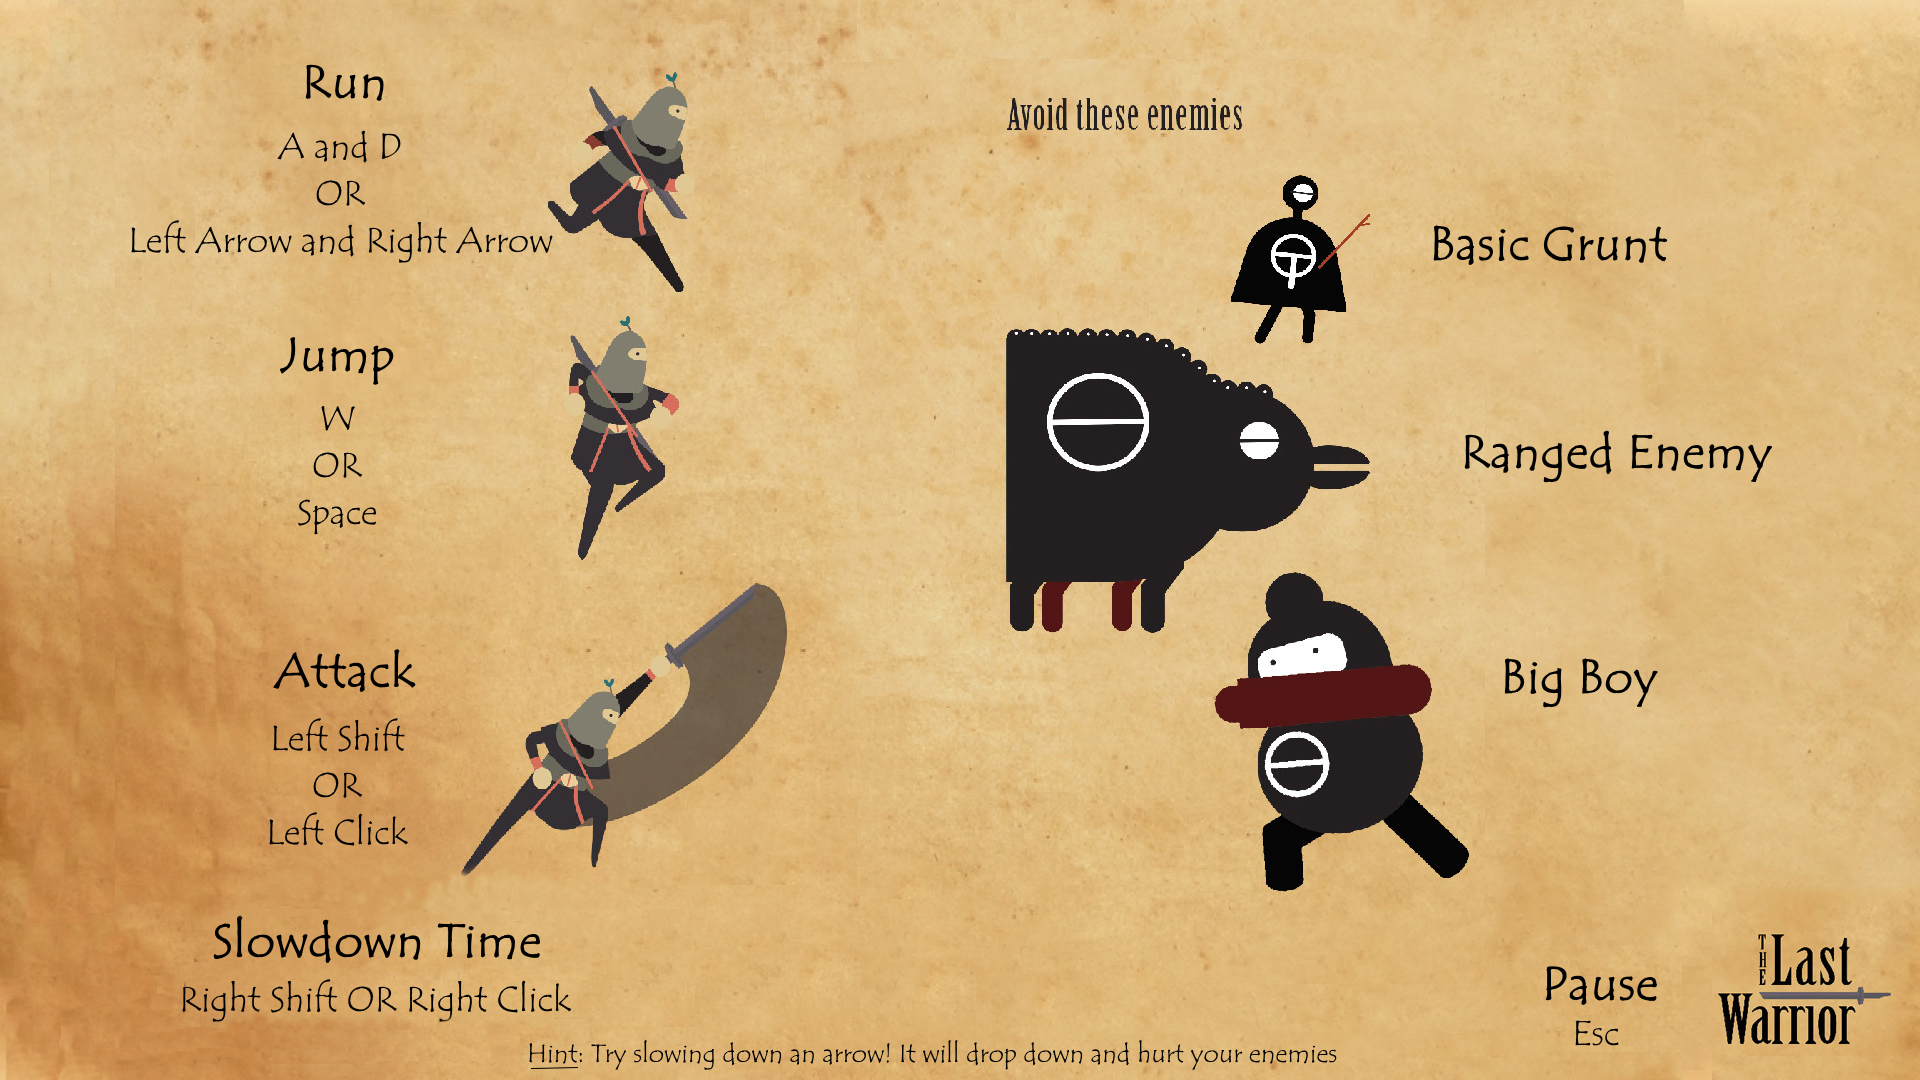 Run
A and D
OR
Left Arrow and Right Arrow
Jump
W
OR
Space
Attack
Left Shift
OR
Left Click
Slowdown Time
Right Shift OR Right Click
Avoid these enemies
Basic Grunt
Ranged Enemy
Big Boy
Pause
Esc
THE Last
Warrior
Hint: Try slowing down an arrow! It will drop down and hurt your enemies